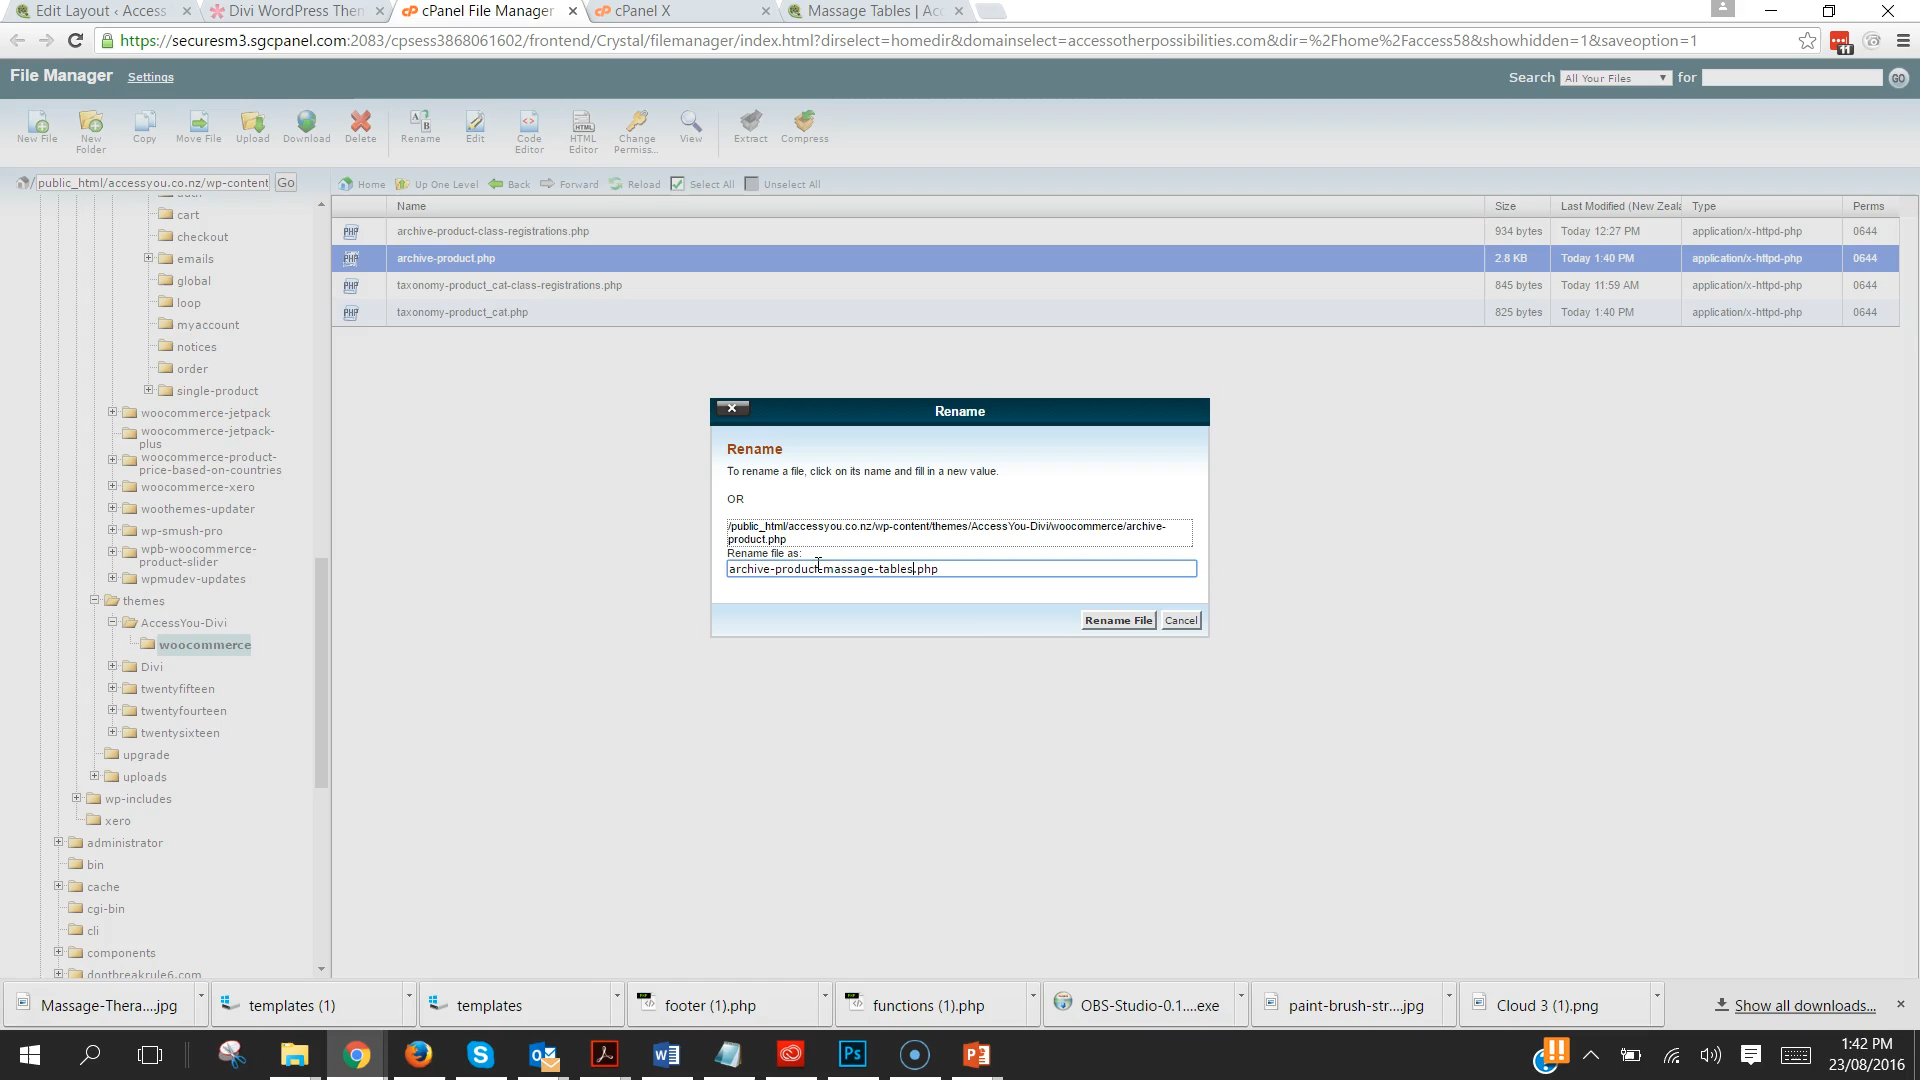 Edit Layout ‹ Access
Divi WordPress Them
cPanel File Manager
cPanel X
Massage Tables | Acc
https://securesm3.sgcpanel.com:2083/cpsess3868061602/frontend/Crystal/filemanager/index.html?dirselect=homedir&domainselect=accessotherpossibilities.com&dir=%2Fhome%2Faccess58&showhidden=1&saveoption=1
11
File Manager Settings
Search All Your Files for GO
New File
New Folder
Copy
Move File
Upload
Download
Delete
Rename
Edit
Code Editor
HTML Editor
Change Permiss...
View
Extract
Compress
/ public_html/accessyou.co.nz/wp-content Go
Home Up One Level Back Forward Reload Select All Unselect All
Name Size Last Modified (New Zeala Type Perms
archive-product-class-registrations.php 934 bytes Today 12:27 PM application/x-httpd-php 0644
archive-product.php 2.8 KB Today 1:40 PM application/x-httpd-php 0644
taxonomy-product_cat-class-registrations.php 845 bytes Today 11:59 AM application/x-httpd-php 0644
taxonomy-product_cat.php 825 bytes Today 1:40 PM application/x-httpd-php 0644
cart
checkout
emails
global
loop
myaccount
notices
order
single-product
woocommerce-jetpack
woocommerce-jetpack-
plus
woocommerce-product-
price-based-on-countries
woocommerce-xero
woothemes-updater
wp-smush-pro
wpb-woocommerce-
product-slider
wpmudev-updates
themes
AccessYou-Divi
woocommerce
Divi
twentyfifteen
twentyfourteen
twentysixteen
upgrade
uploads
wp-includes
xero
administrator
bin
cache
cgi-bin
cli
components
dontbreakrule6.com
Rename
Rename
To rename a file, click on its name and fill in a new value.
OR
/public_html/accessyou.co.nz/wp-content/themes/AccessYou-Divi/woocommerce/archive-
product.php
Rename file as:
archive-product-massage-tables.php
Rename File Cancel
Massage-Thera....jpg
templates (1)
templates
footer (1).php
functions (1).php
OBS-Studio-0.1....exe
paint-brush-str....jpg
Cloud 3 (1).png
Show all downloads...
1:42 PM
23/08/2016